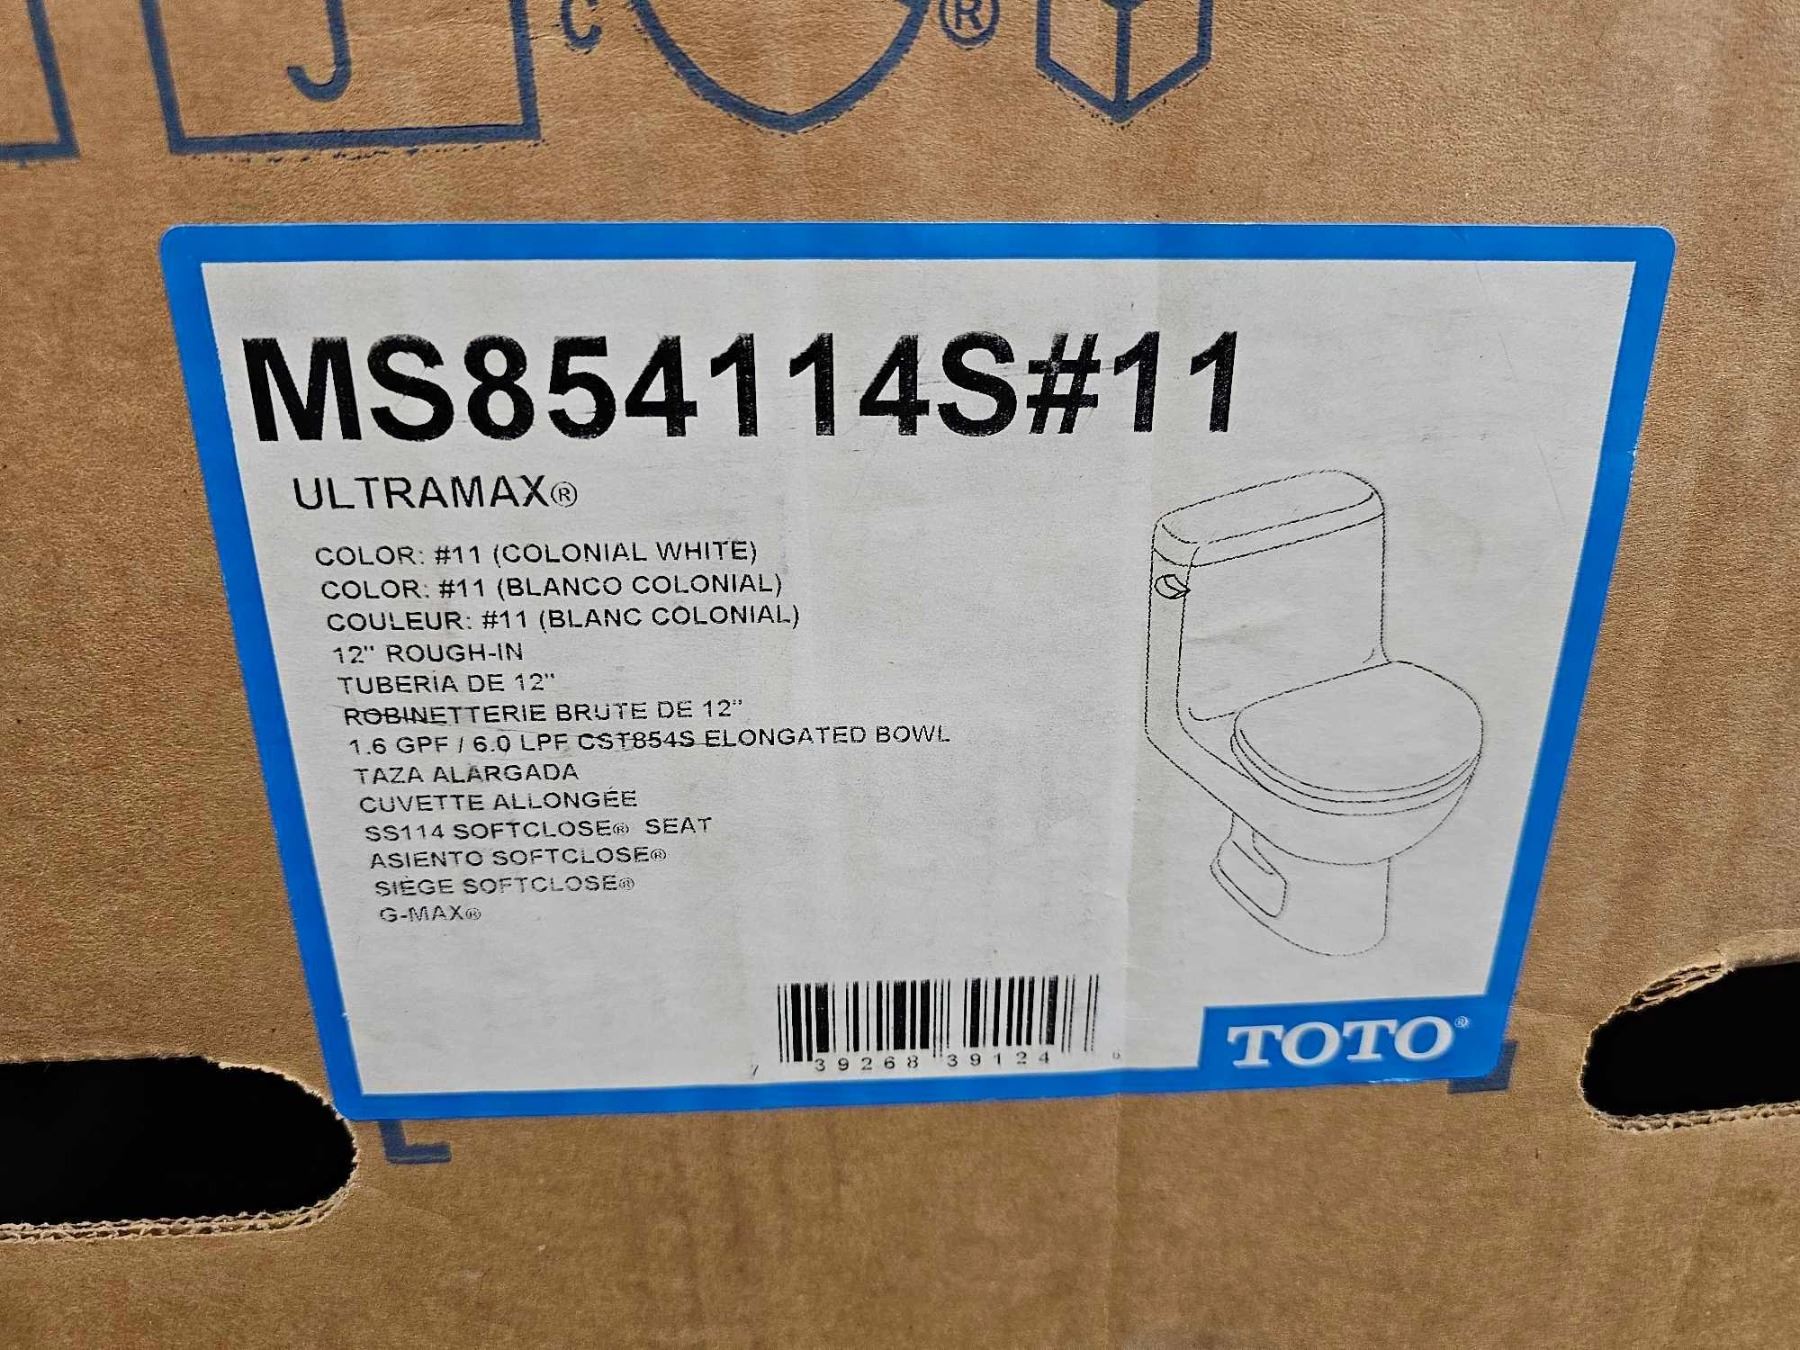 J C ®
MS854114S#11
ULTRAMAX®
COLOR: #11 (COLONIAL WHITE)
COLOR: #11 (BLANCO COLONIAL)
COULEUR: #11 (BLANC COLONIAL)
12" ROUGH-IN
TUBERIA DE 12"
ROBINETTERIE BRUTE DE 12"
1.6 GPF / 6.0 LPF CST854S ELONGATED BOWL
TAZA ALARGADA
CUVETTE ALLONGÉE
SS114 SOFTCLOSE® SEAT
ASIENTO SOFTCLOSE®
SIÈGE SOFTCLOSE®
G-MAX®
7 39268 39124 0
TOTO®